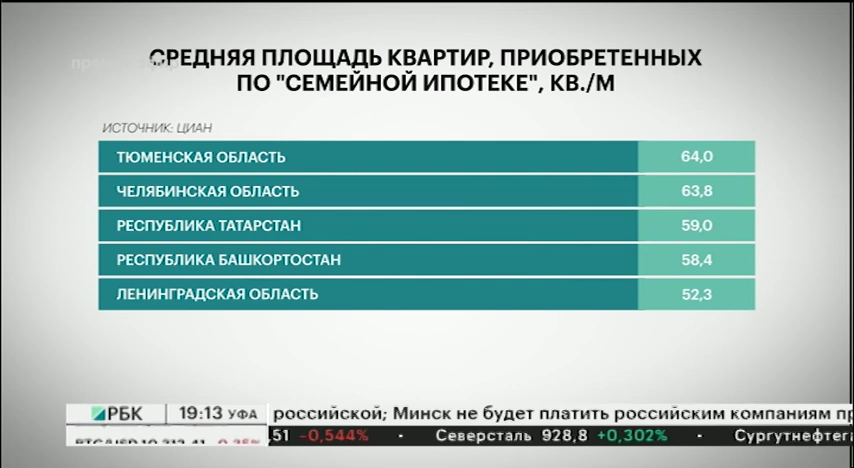 СРЕДНЯЯ ПЛОЩАДЬ КВАРТИР, ПРИОБРЕТЕННЫХ
ПО "СЕМЕЙНОЙ ИПОТЕКЕ", КВ./М
ИСТОЧНИК: ЦИАН
ТЮМЕНСКАЯ ОБЛАСТЬ 64,0
ЧЕЛЯБИНСКАЯ ОБЛАСТЬ 63,8
РЕСПУБЛИКА ТАТАРСТАН 59,0
РЕСПУБЛИКА БАШКОРТОСТАН 58,4
ЛЕНИНГРАДСКАЯ ОБЛАСТЬ 52,3
РБК 19:13 УФА российской; Минск не будет платить российским компаниям
51 -0,544% · Северсталь 928,8 +0,302% · Сургутнефтег